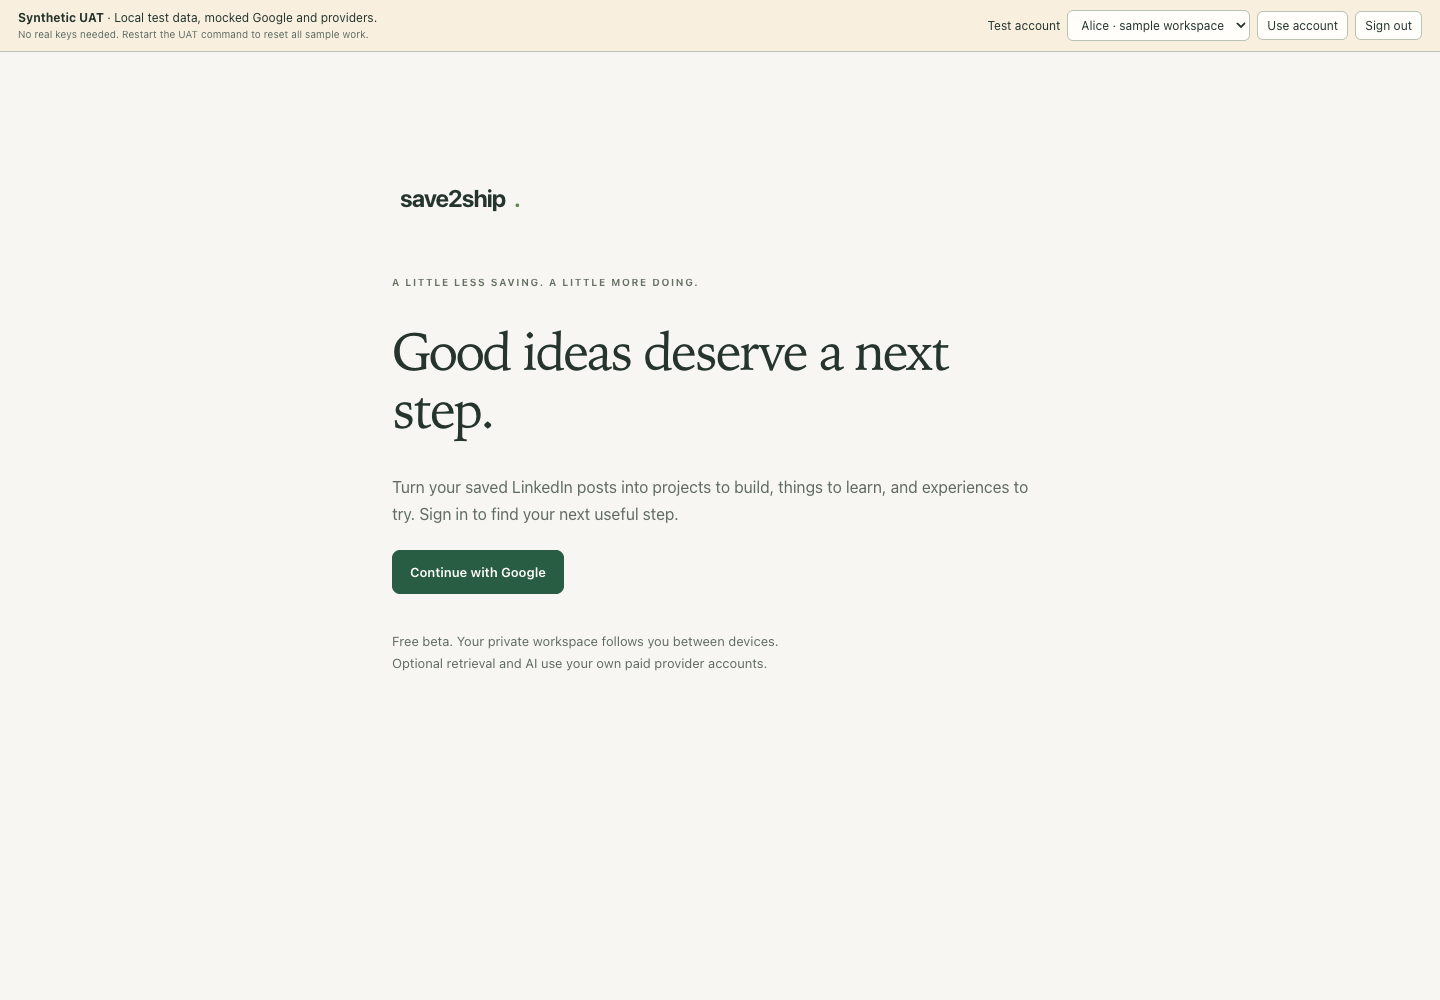 Synthetic UAT · Local test data, mocked Google and providers.
No real keys needed. Restart the UAT command to reset all sample work.
Test account
Alice · sample workspace
Use account
Sign out
save2ship .
A LITTLE LESS SAVING. A LITTLE MORE DOING.
Good ideas deserve a next
step.
Turn your saved LinkedIn posts into projects to build, things to learn, and experiences to
try. Sign in to find your next useful step.
Continue with Google
Free beta. Your private workspace follows you between devices.
Optional retrieval and AI use your own paid provider accounts.